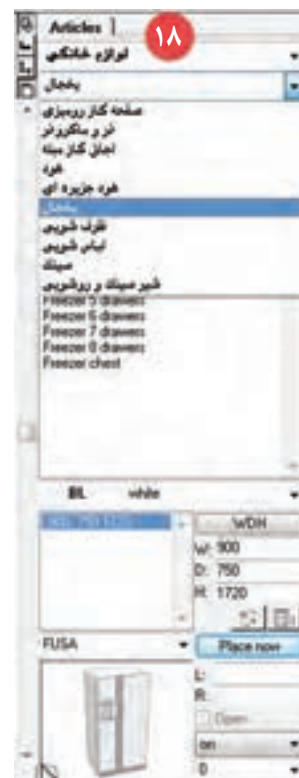 Articles
۱۸
لوازم خانگی
یخچال
صفحه گاز رومیزی
فر و ماکروفر
اجاق گاز مبله
هود
هود جزیره ای
یخچال
ظرف شویی
لباس شویی
سینک
شیر سینک و روشویی
Freezer 5 drawers
Freezer 6 drawers
Freezer 7 drawers
Freezer 8 drawers
Freezer chest
BL white
WDH
W: 900
D: 750
H: 1720
FUSA
Place now
L:
R:
Open
on
0